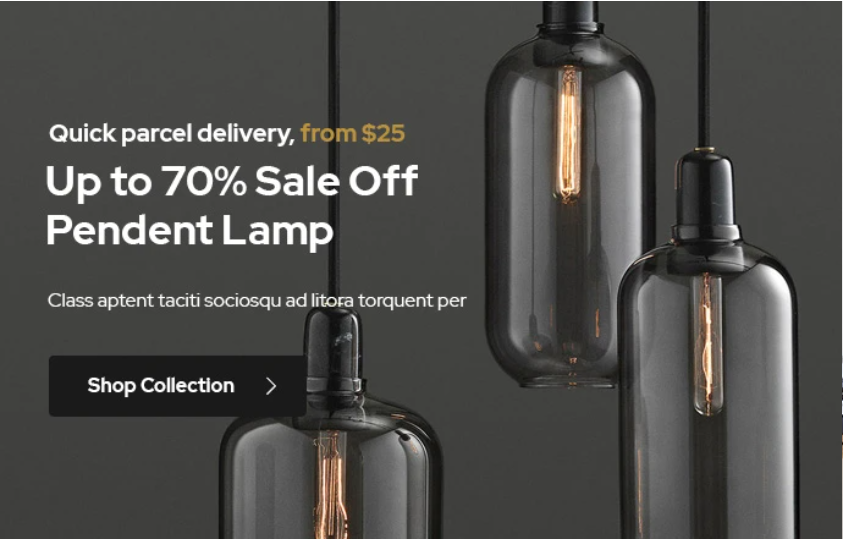 Quick parcel delivery, from $25
Up to 70% Sale Off
Pendent Lamp
Class aptent taciti sociosqu ad litora torquent per
Shop Collection